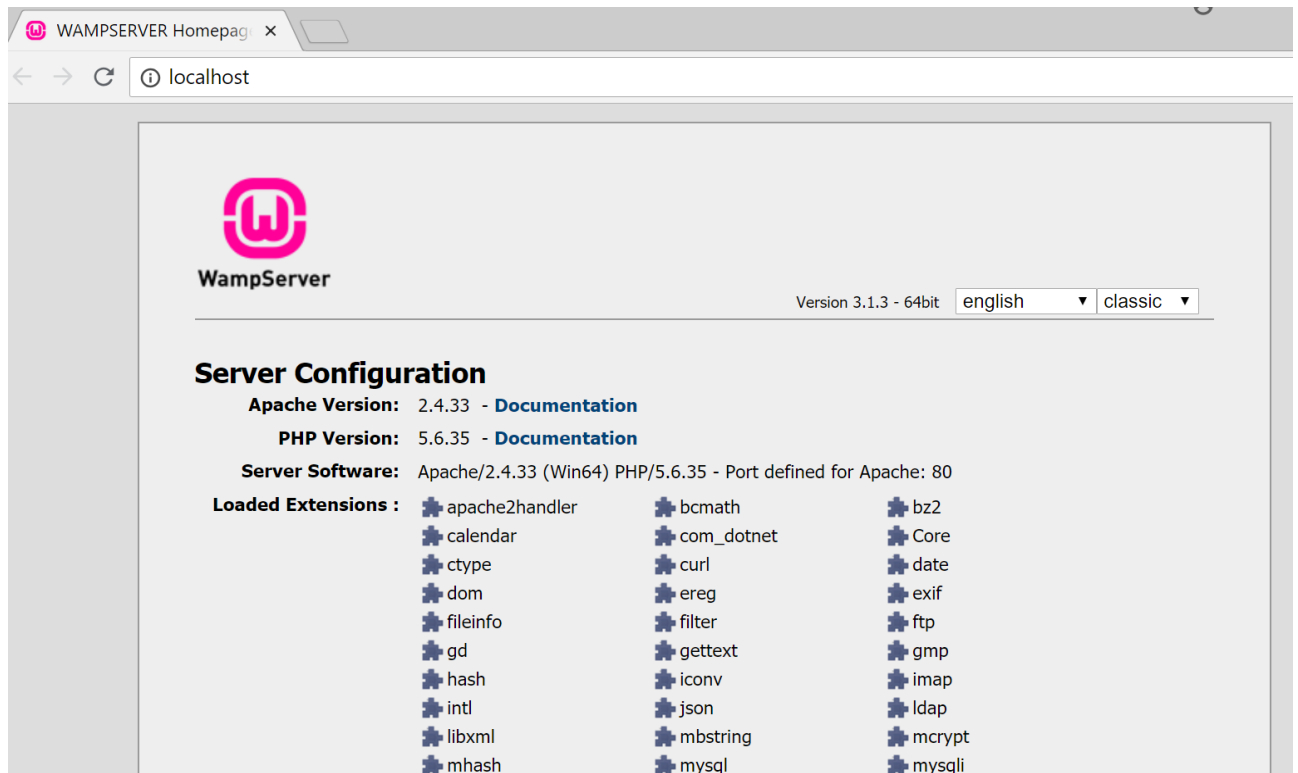 WAMPSERVER Homepag
localhost
WampServer
Version 3.1.3 - 64bit english classic
Server Configuration
Apache Version: 2.4.33 - Documentation
PHP Version: 5.6.35 - Documentation
Server Software: Apache/2.4.33 (Win64) PHP/5.6.35 - Port defined for Apache: 80
Loaded Extensions : apache2handler bcmath bz2
calendar com_dotnet Core
ctype curl date
dom ereg exif
fileinfo filter ftp
gd gettext gmp
hash iconv imap
intl json ldap
libxml mbstring mcrypt
mhash mysql mysqli